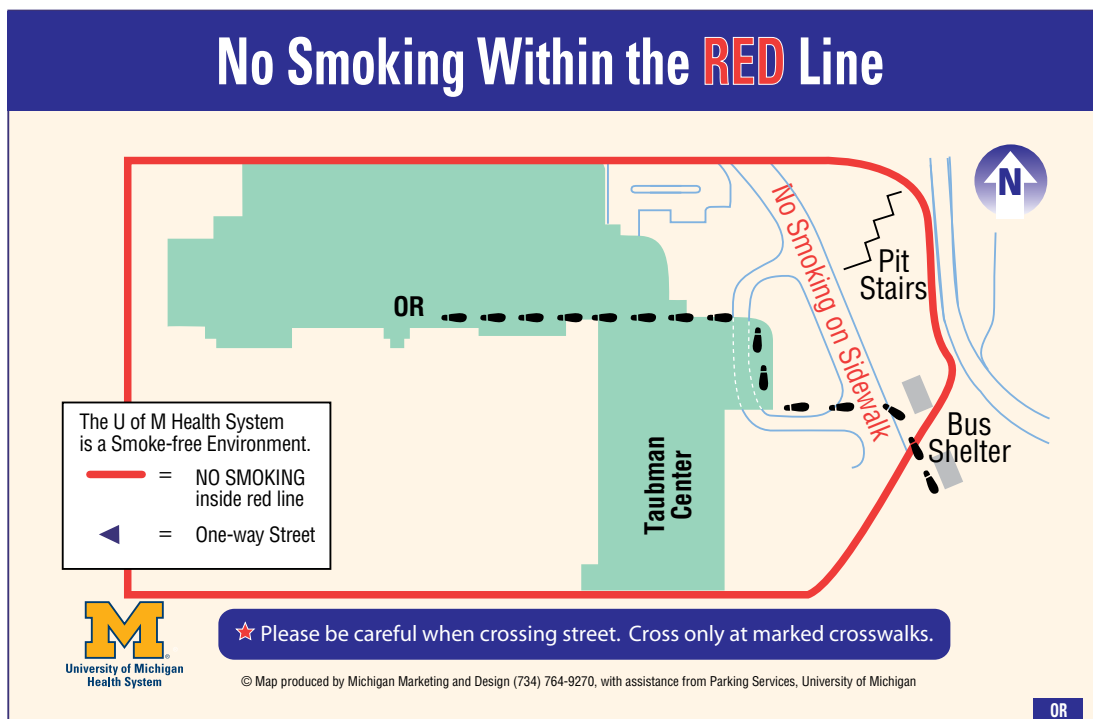 No Smoking Within the RED Line
N
No Smoking on Sidewalk
Pit
Stairs
OR
Bus
Shelter
Taubman
Center
The U of M Health System
is a Smoke-free Environment.
= NO SMOKING
inside red line
= One-way Street
M
®
University of Michigan
Health System
Please be careful when crossing street. Cross only at marked crosswalks.
© Map produced by Michigan Marketing and Design (734) 764-9270, with assistance from Parking Services, University of Michigan
OR